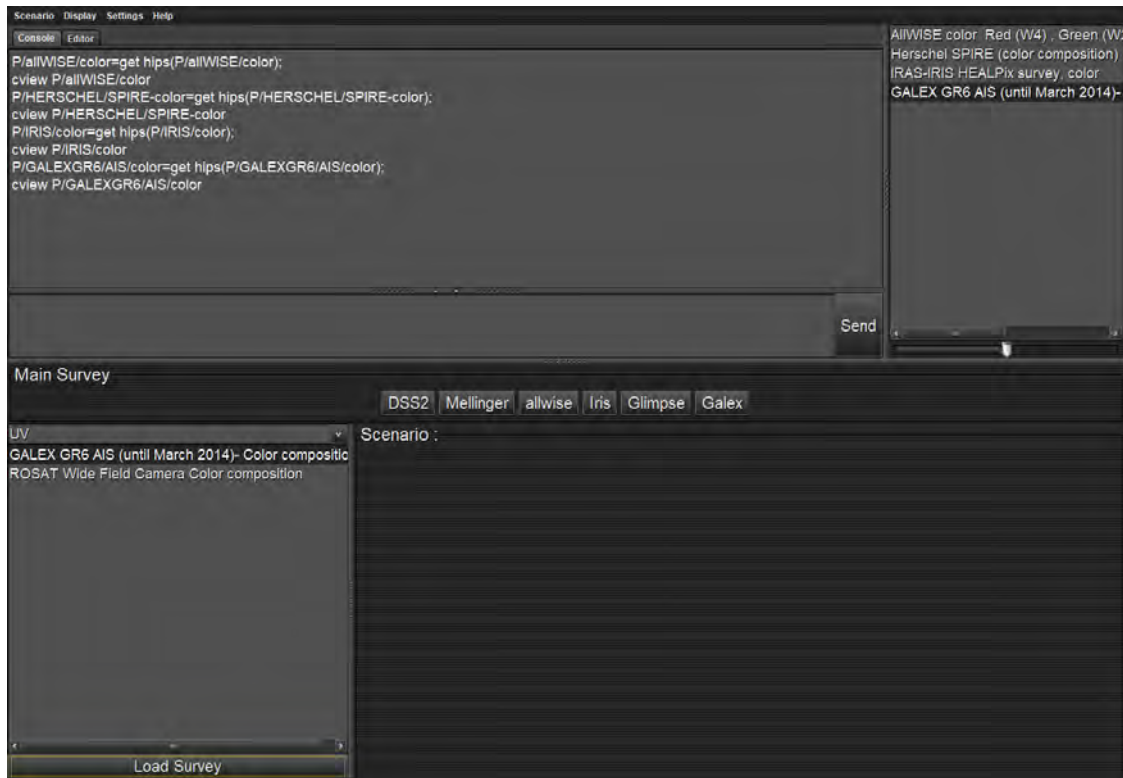 Scenario Display Settings Help
Console Editor
P/allWISE/color=get hips(P/allWISE/color);
cview P/allWISE/color
P/HERSCHEL/SPIRE-color=get hips(P/HERSCHEL/SPIRE-color);
cview P/HERSCHEL/SPIRE-color
P/IRIS/color=get hips(P/IRIS/color);
cview P/IRIS/color
P/GALEXGR6/AIS/color=get hips(P/GALEXGR6/AIS/color);
cview P/GALEXGR6/AIS/color
Send
AllWISE color Red (W4) , Green (W
Herschel SPIRE (color composition)
IRAS-IRIS HEALPix survey, color
GALEX GR6 AIS (until March 2014)-
Main Survey
DSS2 Mellinger allwise Iris Glimpse Galex
UV
GALEX GR6 AIS (until March 2014)- Color compositic
ROSAT Wide Field Camera Color composition
Load Survey
Scenario :